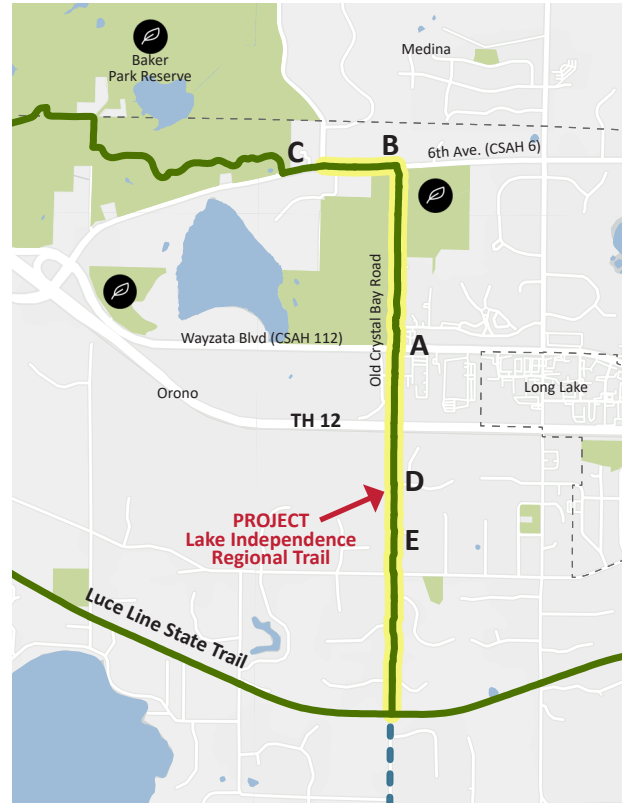 Medina
Baker
Park Reserve
B
C
6th Ave. (CSAH 6)
Old Crystal Bay Road
Wayzata Blvd (CSAH 112)
A
Long Lake
Orono
TH 12
D
PROJECT
Lake Independence
Regional Trail
E
Luce Line State Trail